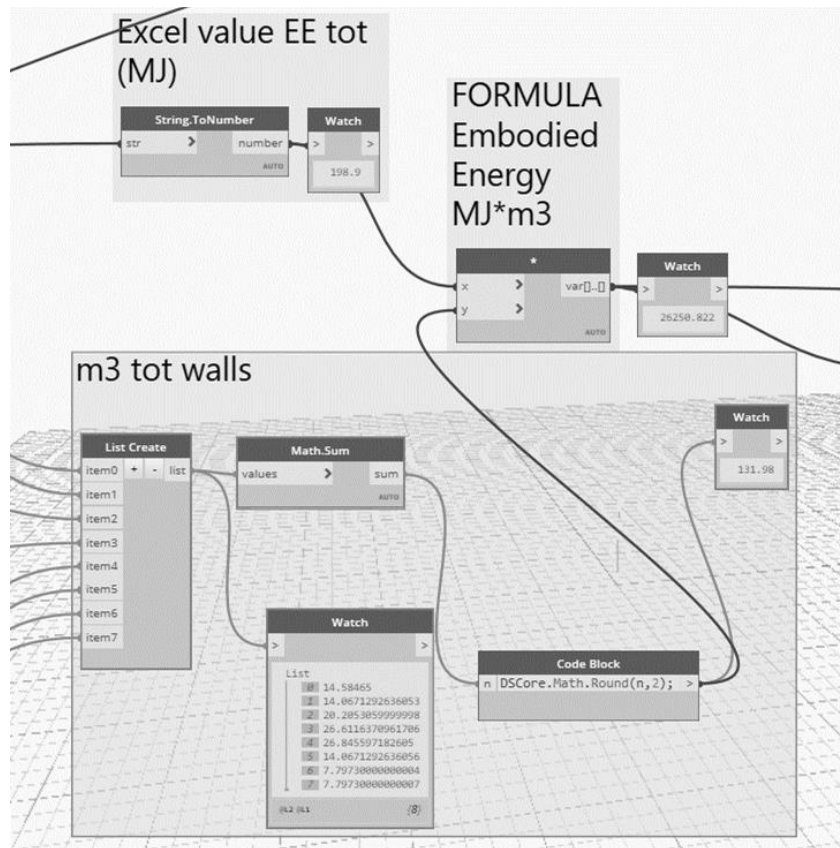 Excel value EE tot
(MJ)
String.ToNumber
str > number
AUTO
Watch
> >
198.9
FORMULA
Embodied
Energy
MJ*m3
*
x > var[]..[]
y >
AUTO
Watch
> >
26250.822
m3 tot walls
List Create
item0 + - list
item1
item2
item3
item4
item5
item6
item7
Math.Sum
values > sum
AUTO
Watch
> >
131.98
Watch
> >
List
0 14.58465
1 14.0671292636053
2 20.2053059999998
3 26.6116370961706
4 26.845597182605
5 14.0671292636056
6 7.79730000000004
7 7.79730000000007
@L2 @L1 {8}
Code Block
n DSCore.Math.Round(n,2); >